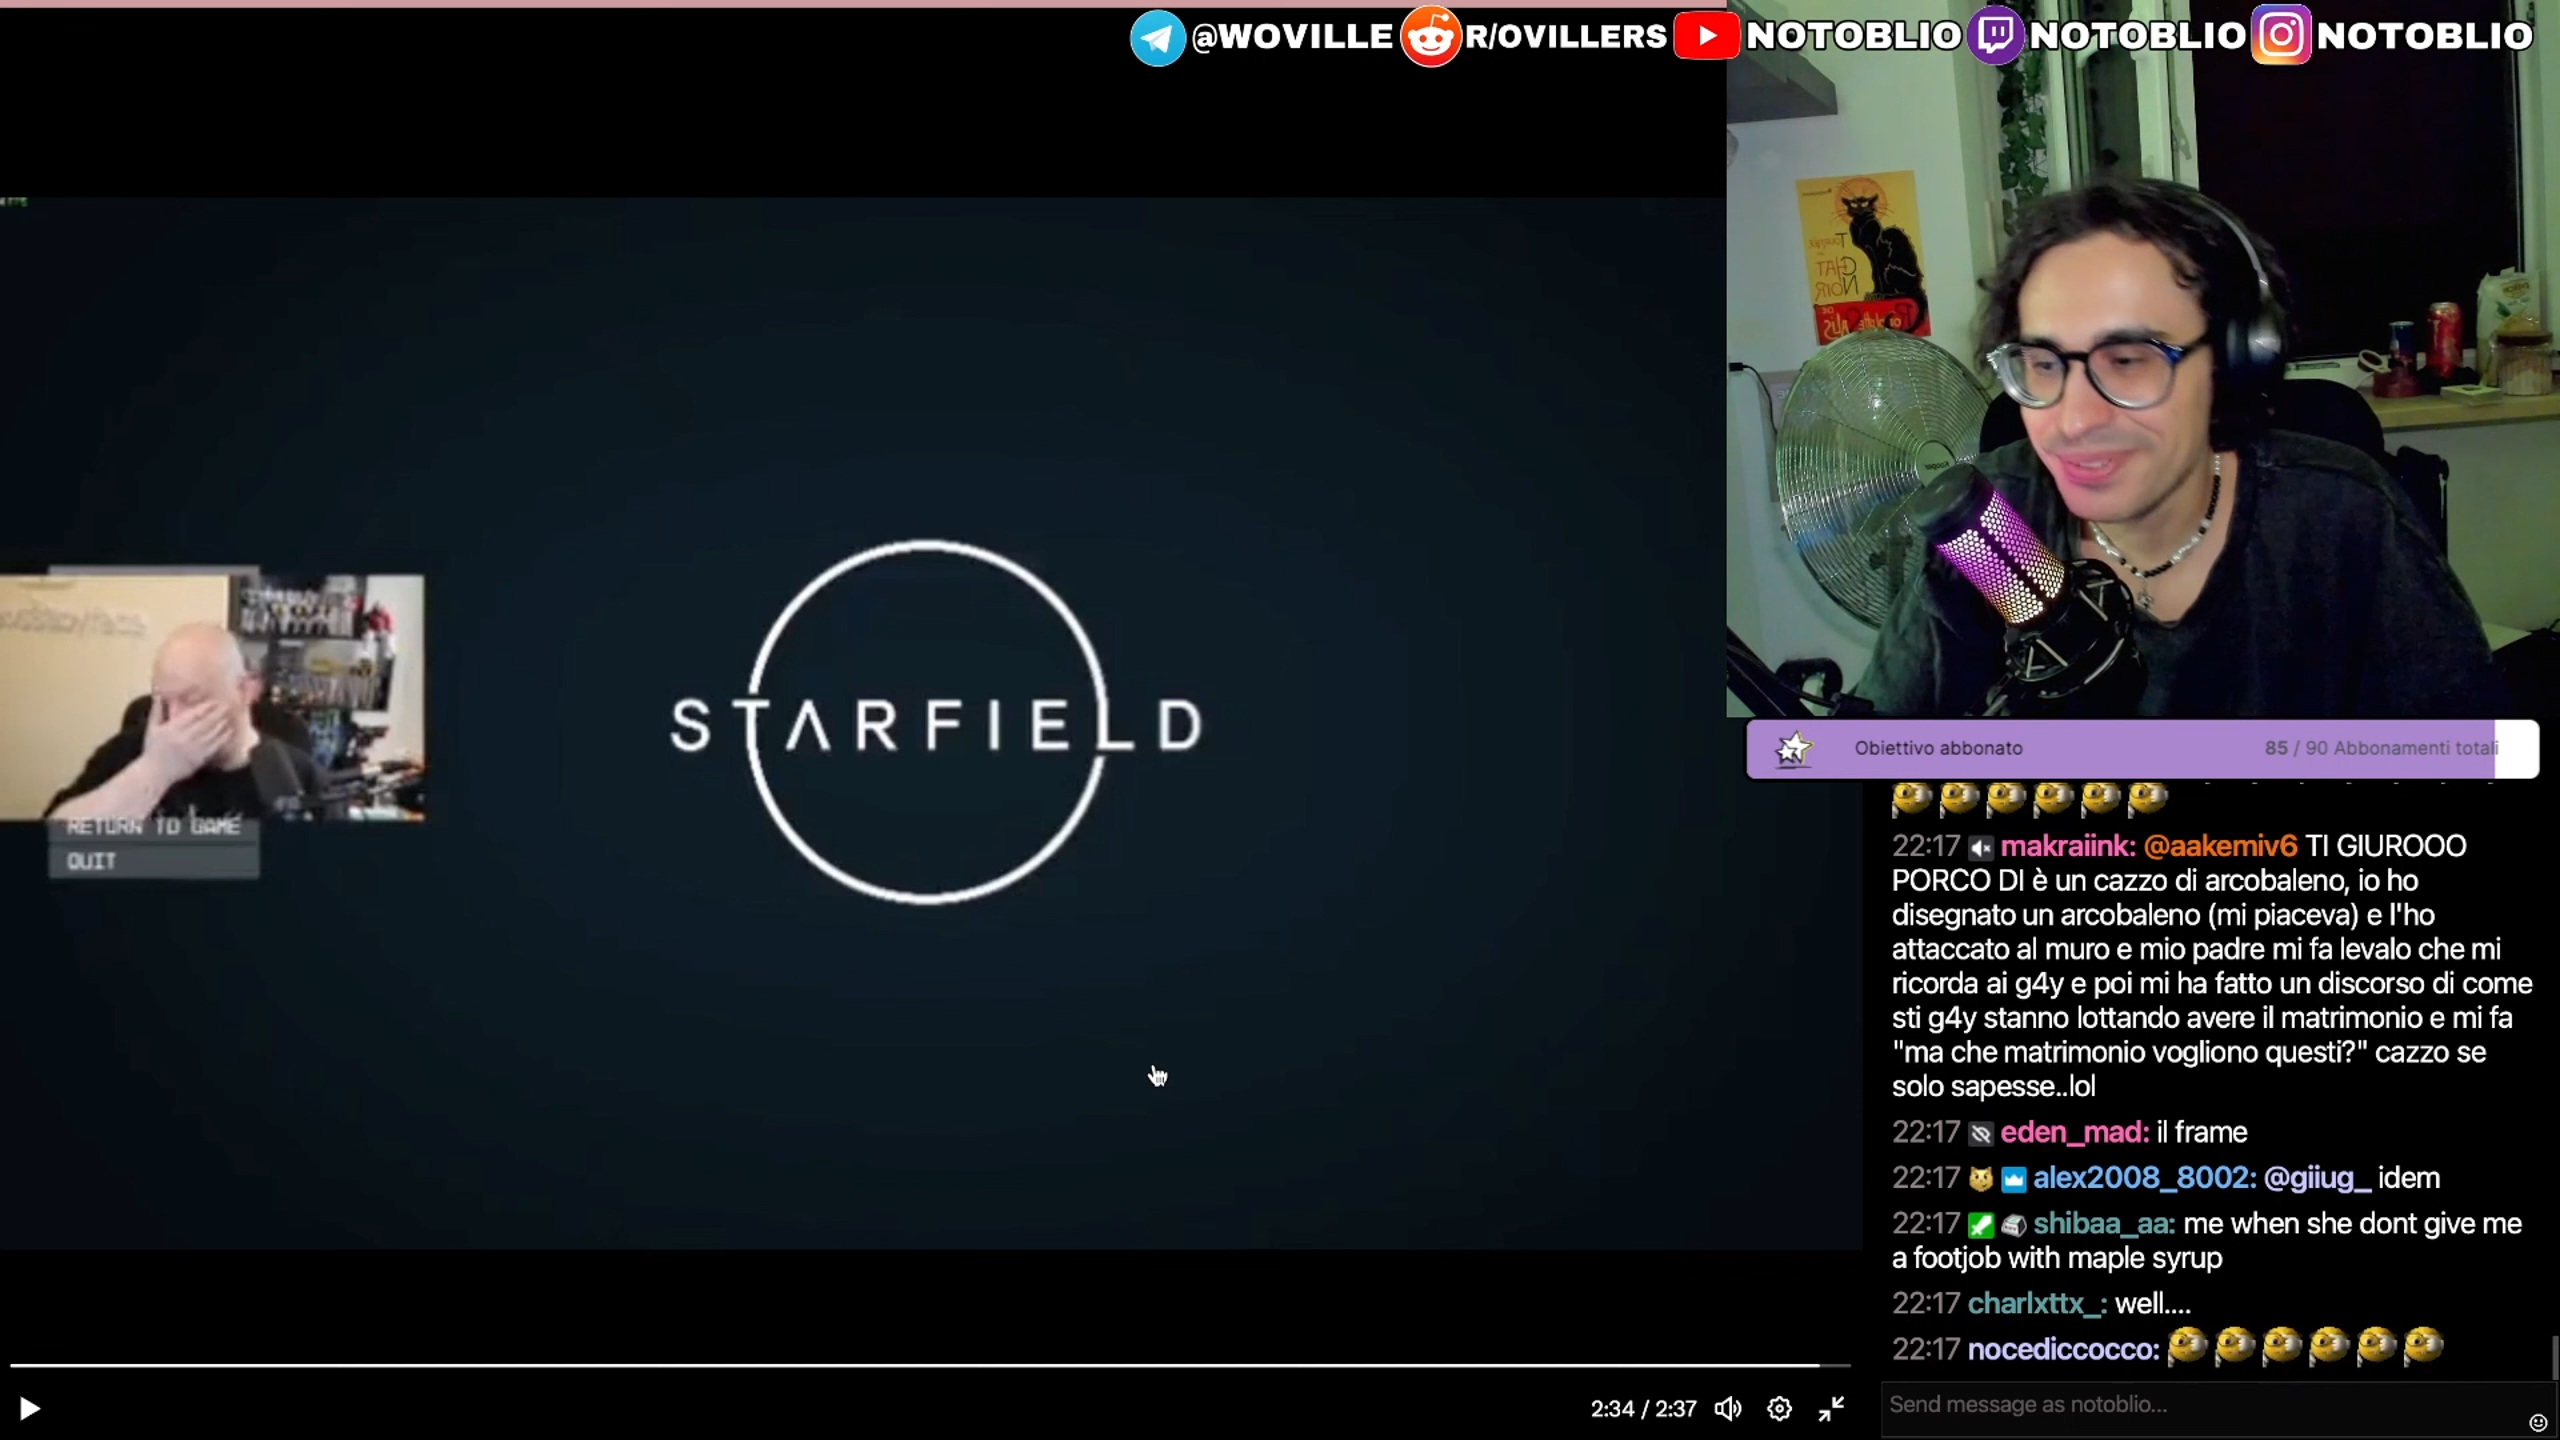 @WOVILLE R/OVILLERS NOTOBLIO NOTOBLIO NOTOBLIO
FPS
TOURNÉE
CHAT
NOIR
STARFIELD
RETURN TO GAME
QUIT
Obiettivo abbonato 85 / 90 Abbonamenti totali
22:17 makraiink: @aakemiv6 TI GIUROOO
PORCO DI è un cazzo di arcobaleno, io ho
disegnato un arcobaleno (mi piaceva) e l'ho
attaccato al muro e mio padre mi fa levalo che mi
ricorda ai g4y e poi mi ha fatto un discorso di come
sti g4y stanno lottando avere il matrimonio e mi fa
"ma che matrimonio vogliono questi?" cazzo se
solo sapesse..lol
22:17 eden_mad: il frame
22:17 alex2008_8002: @giiug_ idem
22:17 shibaa_aa: me when she dont give me
a footjob with maple syrup
22:17 charlxttx_: well....
22:17 nocediccocco:
2:34 / 2:37
Send message as notoblio...